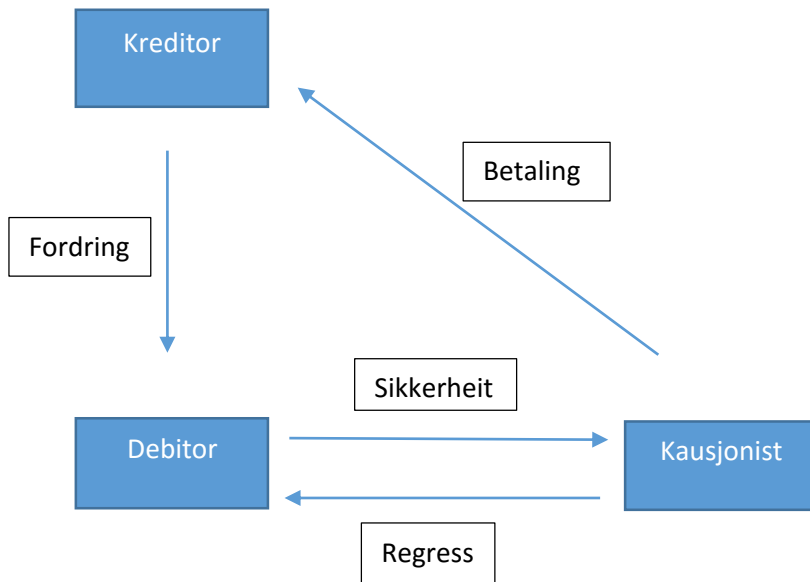 Kreditor
Betaling
Fordring
Sikkerheit
Debitor
Kausjonist
Regress